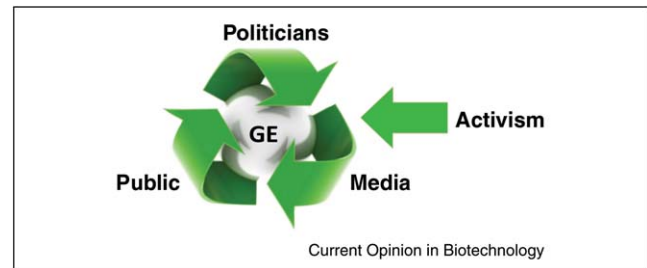 Politicians
GE
Activism
Public
Media
Current Opinion in Biotechnology